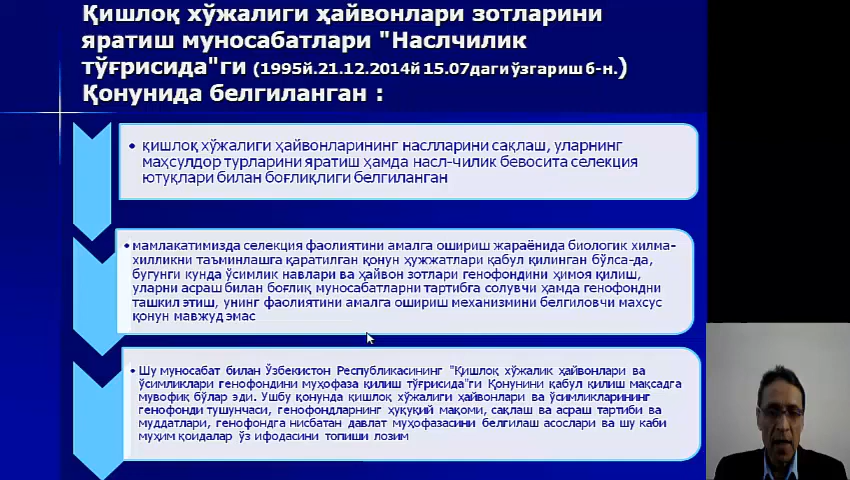 Қишлоқ хўжалиги ҳайвонлари зотларини
яратиш муносабатлари "Наслчилик
тўғрисида"ги (1995й.21.12.2014й 15.07даги ўзгариш б-н.)
Қонунида белгиланган :
• қишлоқ хўжалиги ҳайвонларининг наслларини сақлаш, уларнинг
маҳсулдор турларини яратиш ҳамда насл-чилик бевосита селекция
ютуқлари билан боғлиқлиги белгиланган
• мамлакатимизда селекция фаолиятини амалга ошириш жараёнида биологик хилма-
хилликни таъминлашга қаратилган қонун ҳужжатлари қабул қилинган бўлса-да,
бугунги кунда ўсимлик навлари ва ҳайвон зотлари генофондини ҳимоя қилиш,
уларни асраш билан боғлиқ муносабатларни тартибга солувчи ҳамда генофондни
ташкил этиш, унинг фаолиятини амалга ошириш механизмини белгиловчи махсус
қонун мавжуд эмас
• Шу муносабат билан Ўзбекистон Республикасининг "Қишлоқ хўжалик ҳайвонлари ва
ўсимликлари генофондини муҳофаза қилиш тўғрисида"ги Қонунини қабул қилиш мақсадга
мувофиқ бўлар эди. Ушбу қонунда қишлоқ хўжалиги ҳайвонлари ва ўсимликларининг
генофонди тушунчаси, генофондларнинг ҳуқуқий мақоми, сақлаш ва асраш тартиби ва
муддатлари, генофондга нисбатан давлат муҳофазасини белгилаш асослари ва шу каби
муҳим қоидалар ўз ифодасини топиши лозим